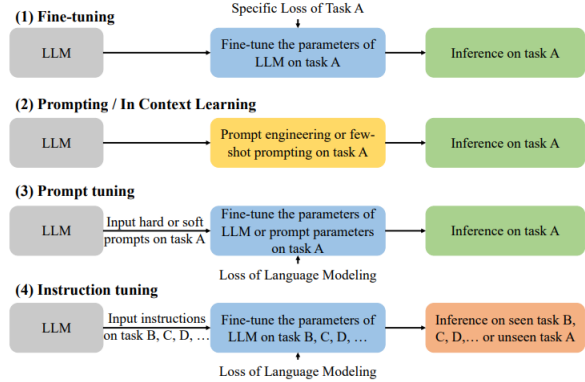 Specific Loss of Task A
(1) Fine-tuning
LLM
Fine-tune the parameters of
LLM on task A
Inference on task A
(2) Prompting / In Context Learning
LLM
Prompt engineering or few-
shot prompting on task A
Inference on task A
(3) Prompt tuning
LLM
Input hard or soft
prompts on task A
Fine-tune the parameters of
LLM or prompt parameters
on task A
Inference on task A
Loss of Language Modeling
(4) Instruction tuning
LLM
Input instructions
on task B, C, D, …
Fine-tune the parameters of
LLM on task B, C, D, …
Inference on seen task B,
C, D,… or unseen task A
Loss of Language Modeling